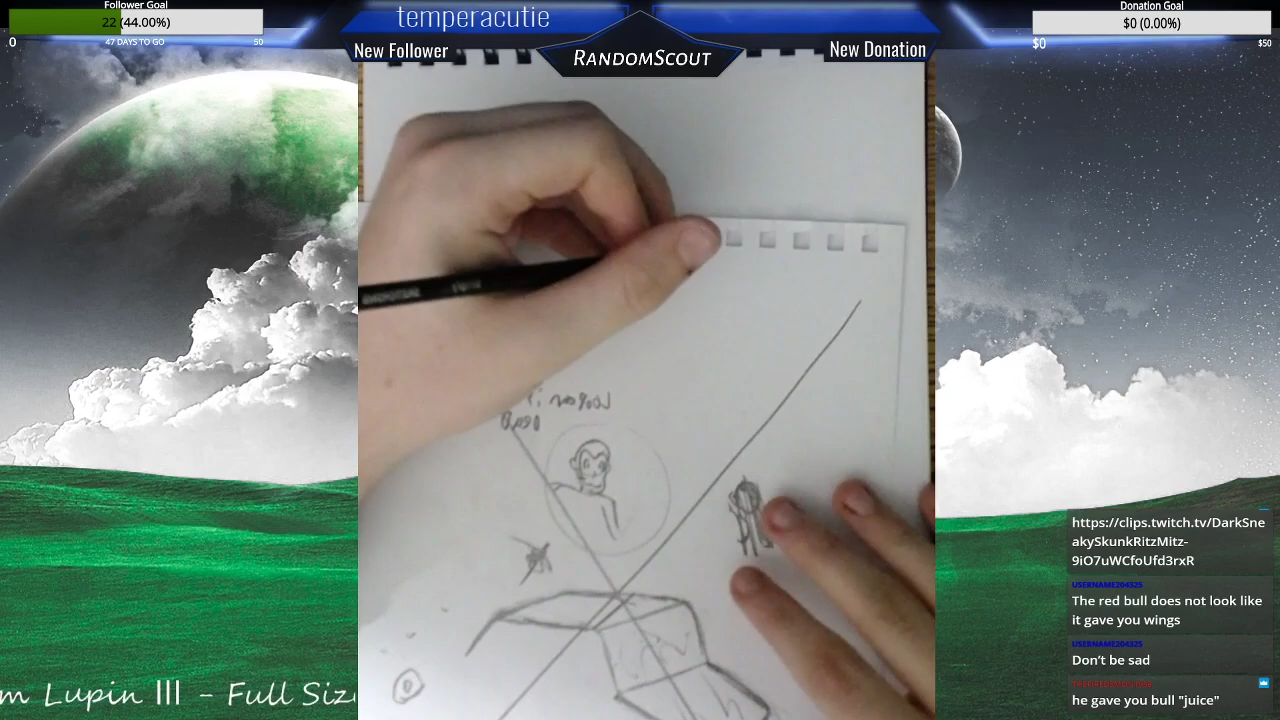 Follower Goal
22 (44.00%)
0
47 DAYS TO GO
50
temperacutie
New Follower
RANDOMSCOUT
New Donation
Donation Goal
$0 (0.00%)
$0
$50
https://clips.twitch.tv/DarkSne
akySkunkRitzMitz-
9iO7uWCfoUfd3rxR
USERNAME204325
The red bull does not look like
it gave you wings
USERNAME204325
Don't be sad
he gave you bull "juice"
m Lupin III - Full Siz